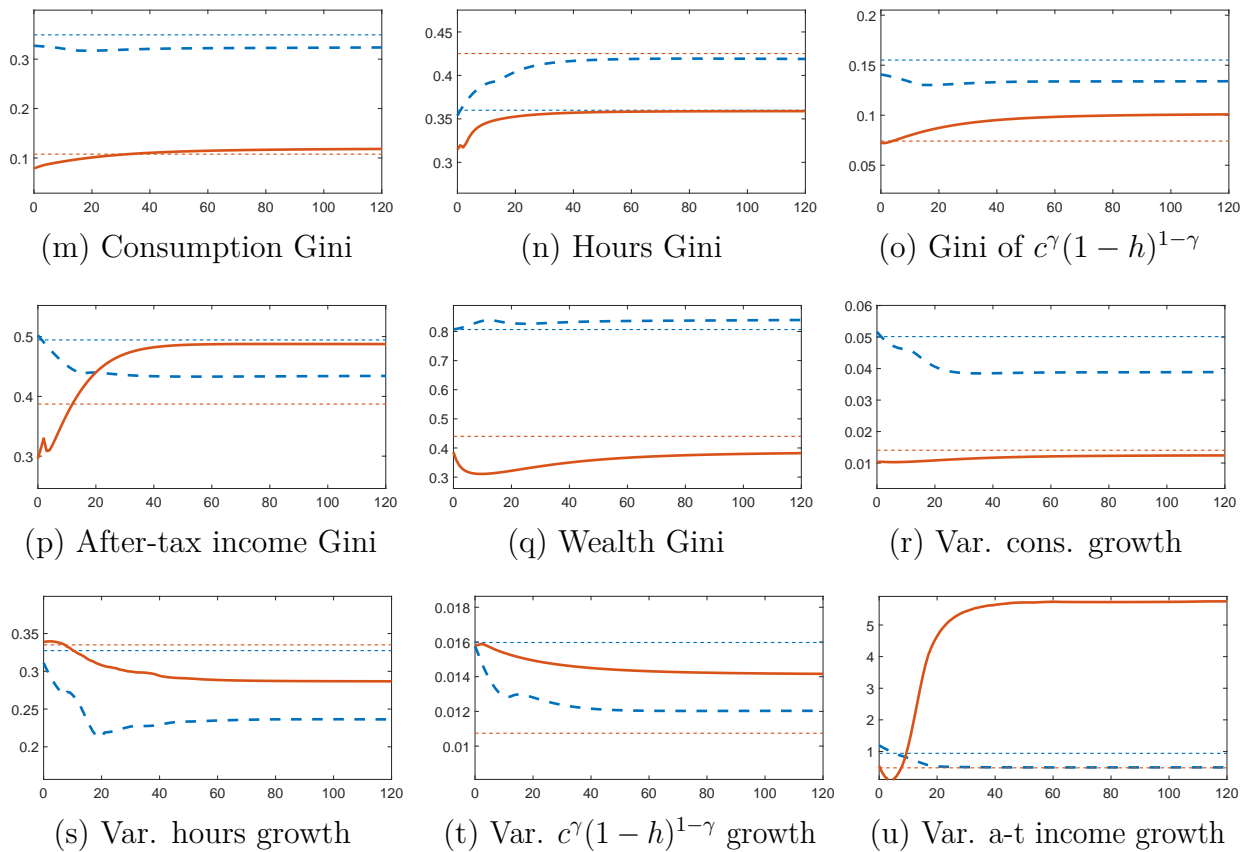 0.3
0.1
0 20 40 60 80 100 120
(m) Consumption Gini
0.45
0.4
0.35
0.3
0 20 40 60 80 100 120
(n) Hours Gini
0.2
0.15
0.1
0.05
0 20 40 60 80 100 120
(o) Gini of $c^{\gamma}(1-h)^{1-\gamma}$
0.5
0.4
0.3
0 20 40 60 80 100 120
(p) After-tax income Gini
0.8
0.7
0.6
0.5
0.4
0.3
0 20 40 60 80 100 120
(q) Wealth Gini
0.06
0.05
0.04
0.03
0.02
0.01
0 20 40 60 80 100 120
(r) Var. cons. growth
0.35
0.3
0.25
0.2
0 20 40 60 80 100 120
(s) Var. hours growth
0.018
0.016
0.014
0.012
0.01
0 20 40 60 80 100 120
(t) Var. $c^{\gamma}(1-h)^{1-\gamma}$ growth
5
4
3
2
1
0 20 40 60 80 100 120
(u) Var. a-t income growth